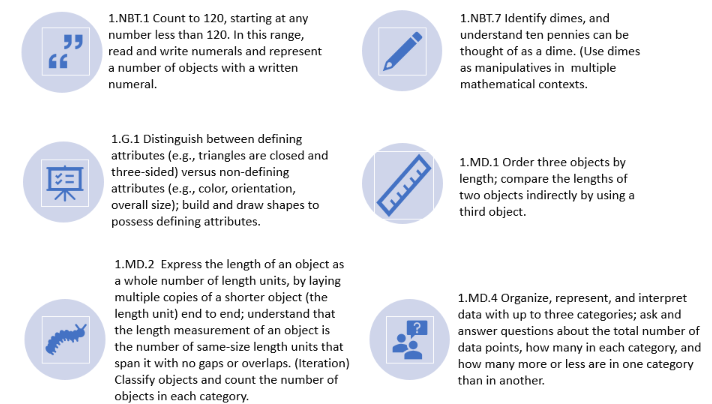 1.NBT.1 Count to 120, starting at any
number less than 120. In this range,
read and write numerals and represent
a number of objects with a written
numeral.
1.NBT.7 Identify dimes, and
understand ten pennies can be
thought of as a dime. (Use dimes
as manipulatives in  multiple
mathematical contexts.
1.G.1 Distinguish between defining
attributes (e.g., triangles are closed and
three-sided) versus non-defining
attributes (e.g., color, orientation,
overall size); build and draw shapes to
possess defining attributes.
1.MD.1 Order three objects by
length; compare the lengths of
two objects indirectly by using a
third object.
1.MD.2  Express the length of an object as
a whole number of length units, by laying
multiple copies of a shorter object (the
length unit) end to end; understand that
the length measurement of an object is
the number of same-size length units that
span it with no gaps or overlaps. (Iteration)
Classify objects and count the number of
objects in each category.
1.MD.4 Organize, represent, and interpret
data with up to three categories; ask and
answer questions about the total number of
data points, how many in each category, and
how many more or less are in one category
than in another.